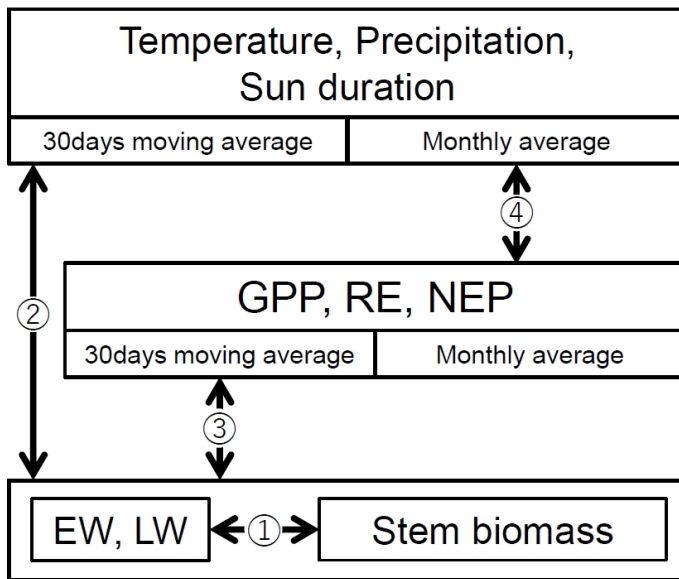 Temperature, Precipitation,
Sun duration
30days moving average
Monthly average
④
②
GPP, RE, NEP
30days moving average
Monthly average
③
EW, LW
①
Stem biomass